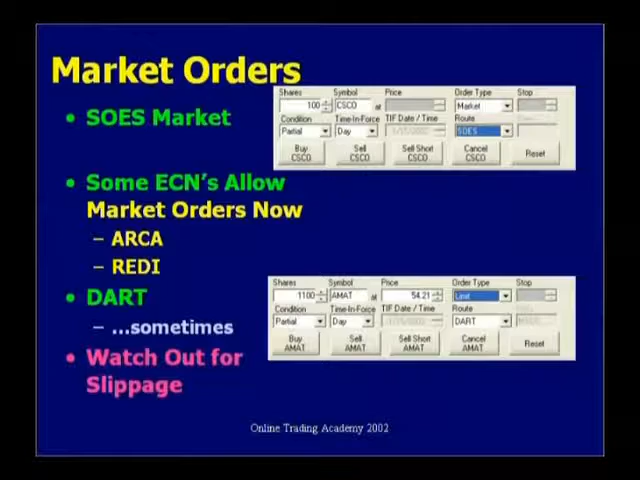 Market Orders
• SOES Market
Shares Symbol Price Order Type Stop
100 CSCO at Market
Condition Time-In-Force TIF Date / Time Route
Partial Day SOES
Buy CSCO Sell CSCO Sell Short CSCO Cancel CSCO Reset
• Some ECN's Allow
Market Orders Now
– ARCA
– REDI
• DART
– ...sometimes
• Watch Out for
Slippage
Shares Symbol Price Order Type Stop
1100 AMAT at 54.21 Limit
Condition Time-In-Force TIF Date / Time Route
Partial Day DART
Buy AMAT Sell AMAT Sell Short AMAT Cancel AMAT Reset
Online Trading Academy 2002